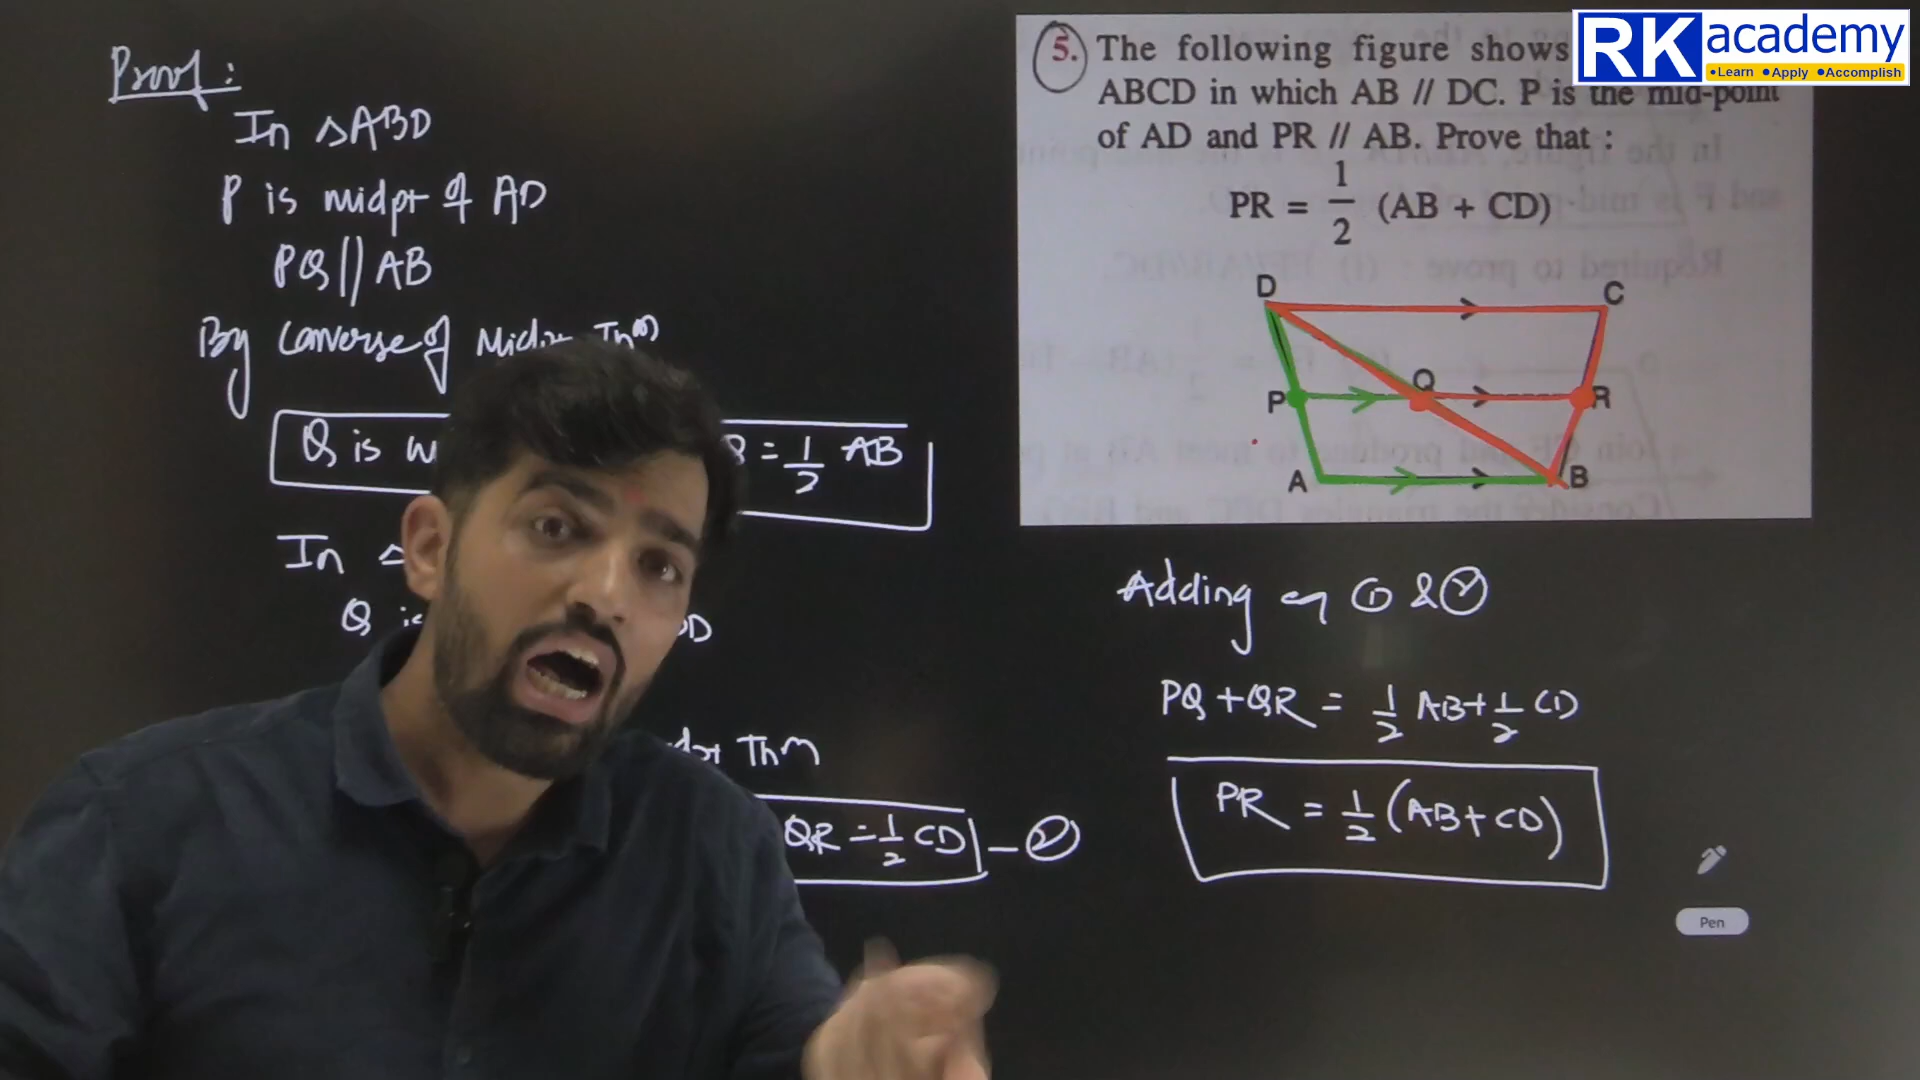 Proof :
In △ABD
P is midpt of AD
PQ || AB
By Converse of Midpt Thm
Q is
= 1/2 AB
In △
Q is
Thm
QR = 1/2 CD — ②
5. The following figure shows
ABCD in which AB // DC. P is the mid-point
of AD and PR // AB. Prove that :
PR = 1/2 (AB + CD)
D C
P Q R
A B
Adding eq ① & ②
PQ + QR = 1/2 AB + 1/2 CD
PR = 1/2 (AB + CD)
RK academy
•Learn •Apply •Accomplish
Pen